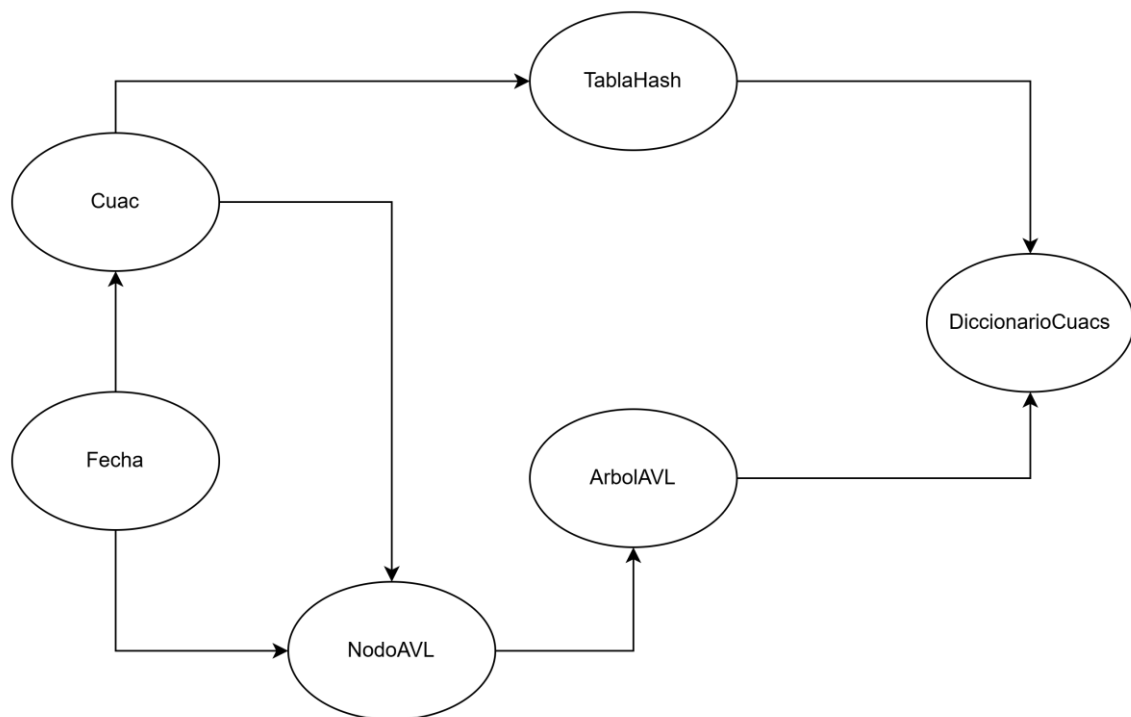 TablaHash
Cuac
DiccionarioCuacs
Fecha
ArbolAVL
NodoAVL